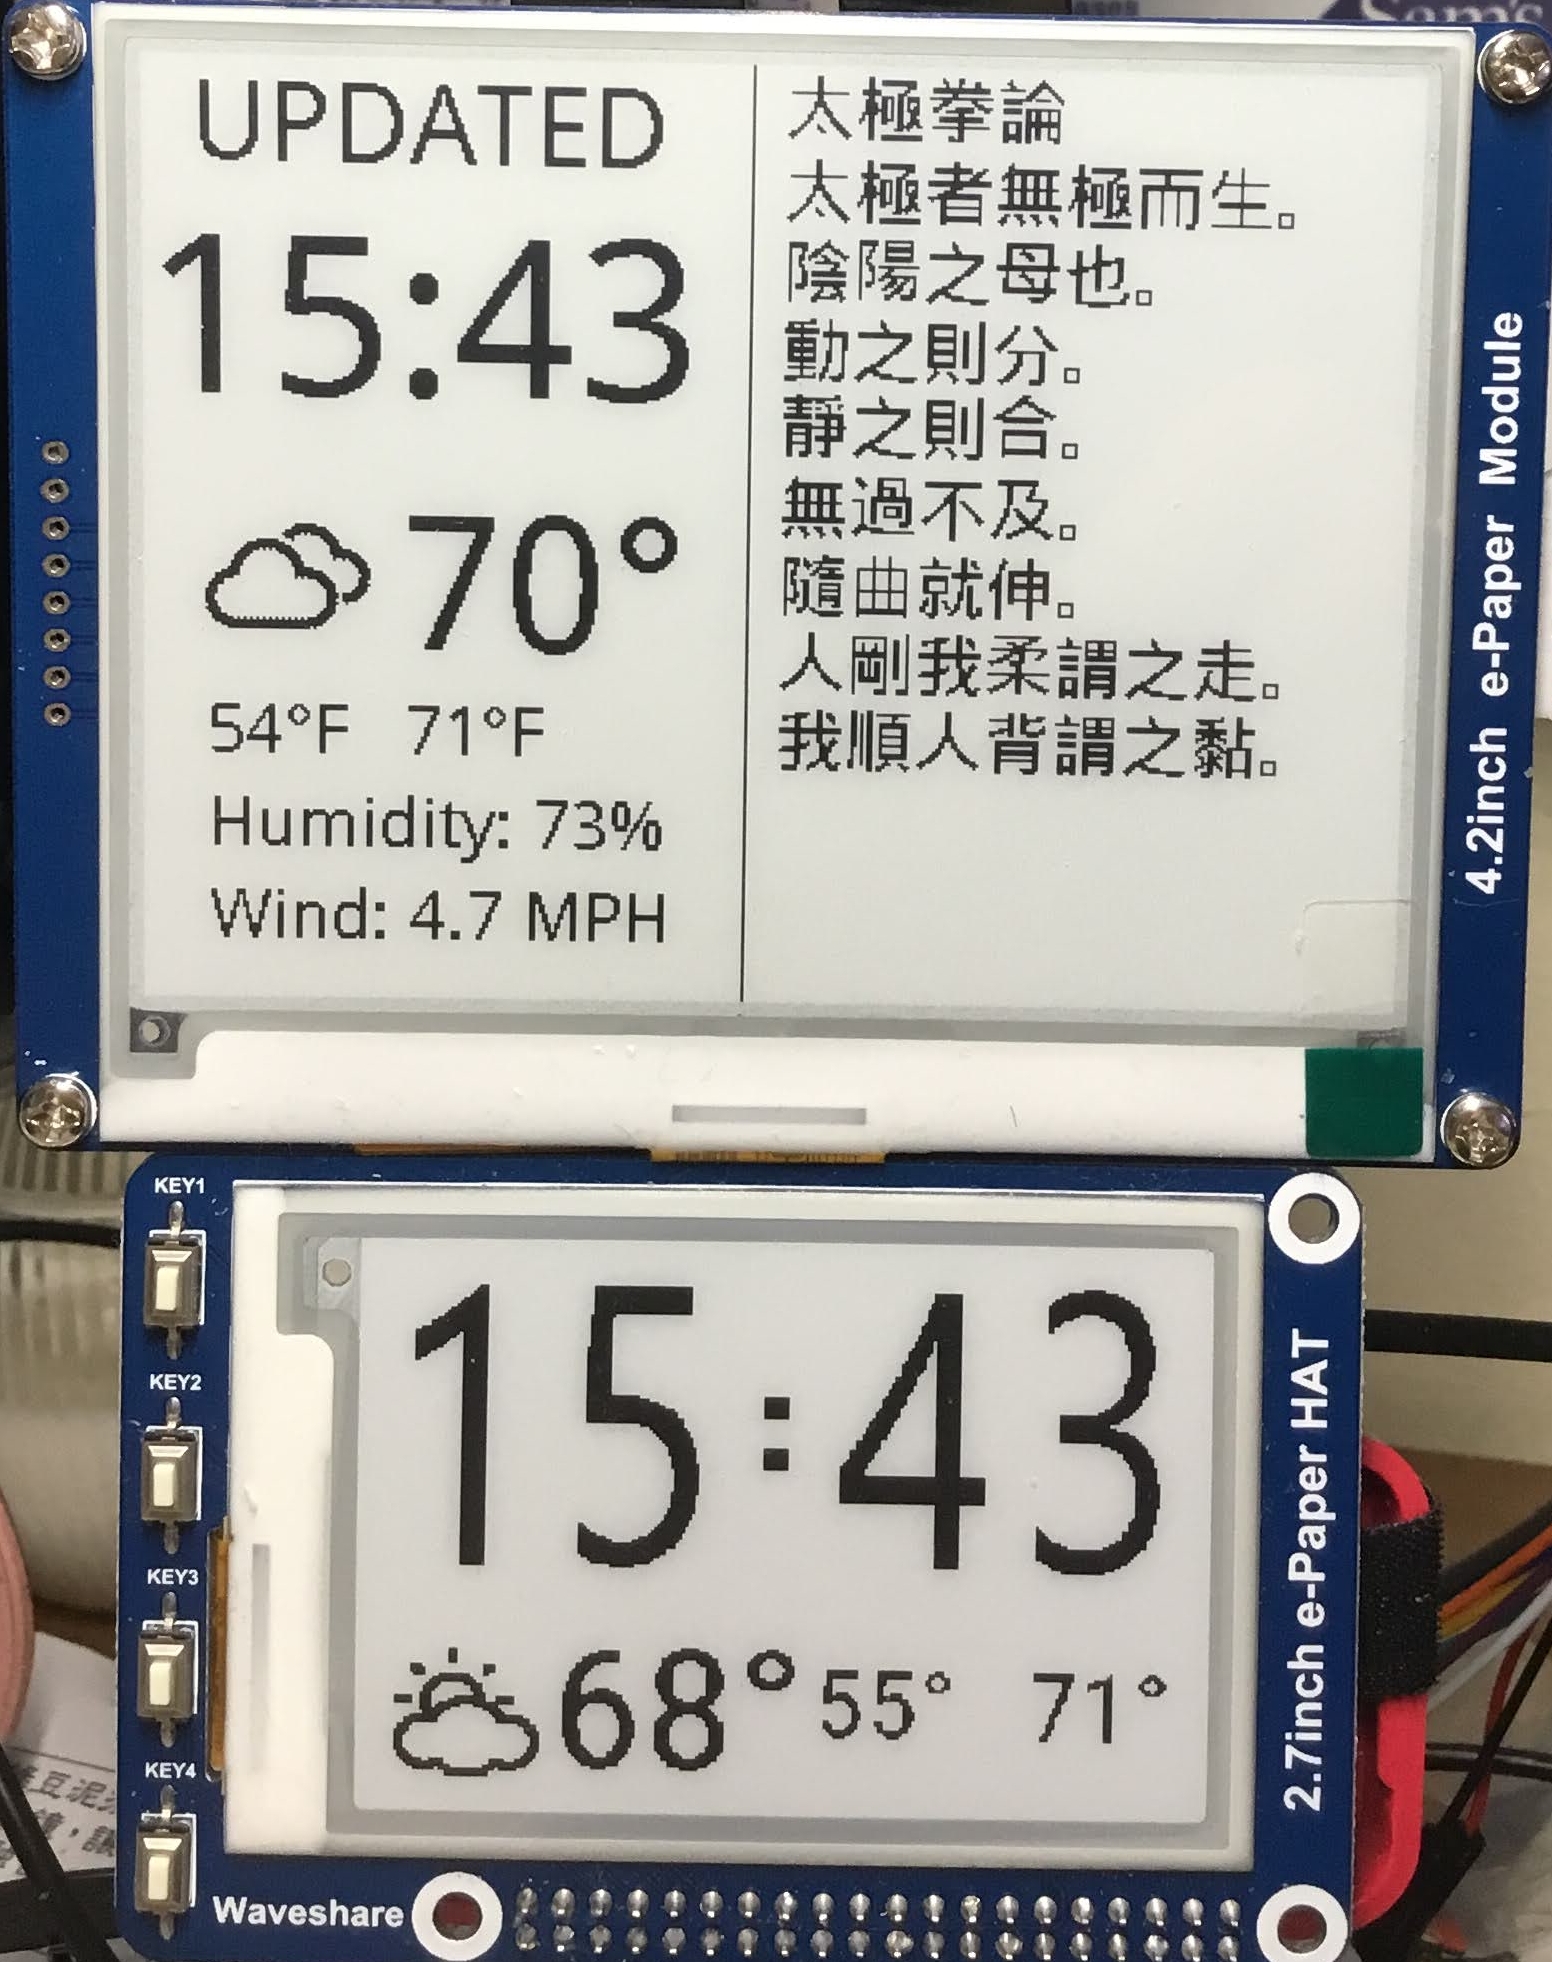 Sam's
UPDATED
15:43
70°
54°F 71°F
Humidity: 73%
Wind: 4.7 MPH
太極拳論
太極者無極而生。
陰陽之母也。
動之則分。
靜之則合。
無過不及。
隨曲就伸。
人剛我柔謂之走。
我順人背謂之黏。
4.2inch e-Paper Module
KEY1
KEY2
KEY3
KEY4
15:43
68° 55° 71°
2.7inch e-Paper HAT
Waveshare
豆泥